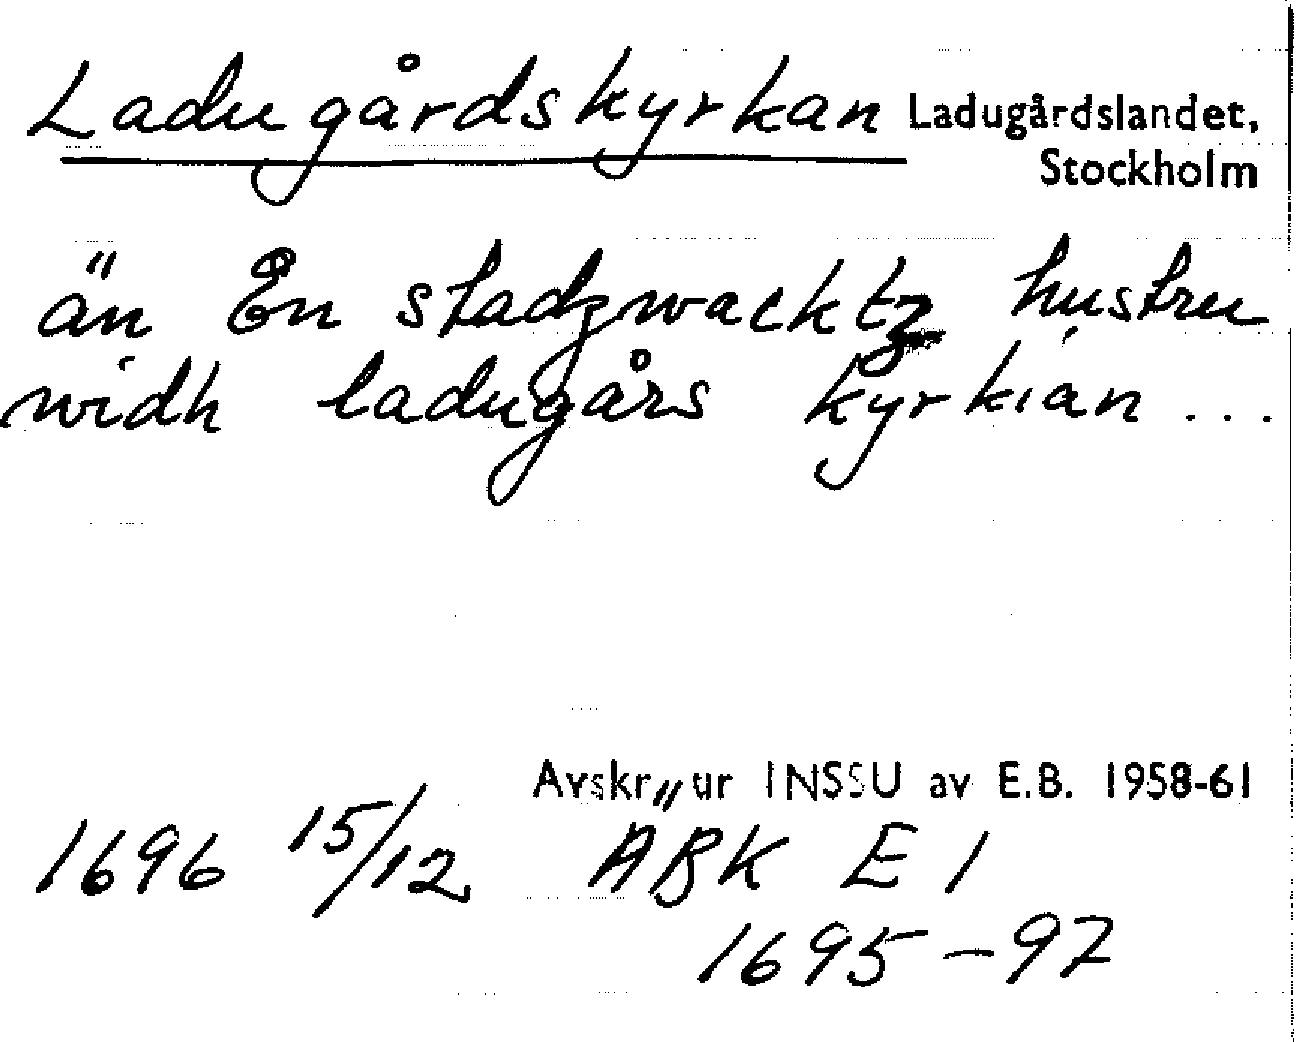 Ladugårdskyrkan Ladugårdslandet,
Stockholm
än En stadzwacktz hustru
widh ladugårs kyrkian...
Avskr ur INSSU av E.B. 1958-61
1696 15/12 ABK E 1
1695-97